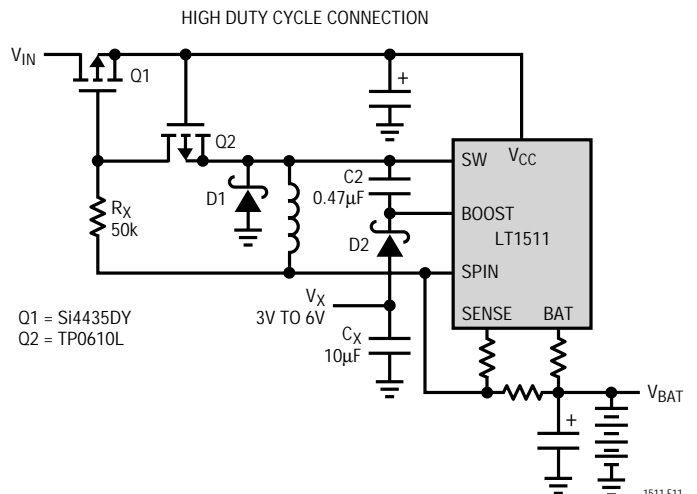 HIGH DUTY CYCLE CONNECTION
VIN
Q1
Q2
+
SW
VCC
C2
0.47µF
D1
RX
50k
BOOST
LT1511
D2
SPIN
VX
3V TO 6V
SENSE
BAT
Q1 = Si4435DY
Q2 = TP0610L
CX
10µF
VBAT
+
1511 F11